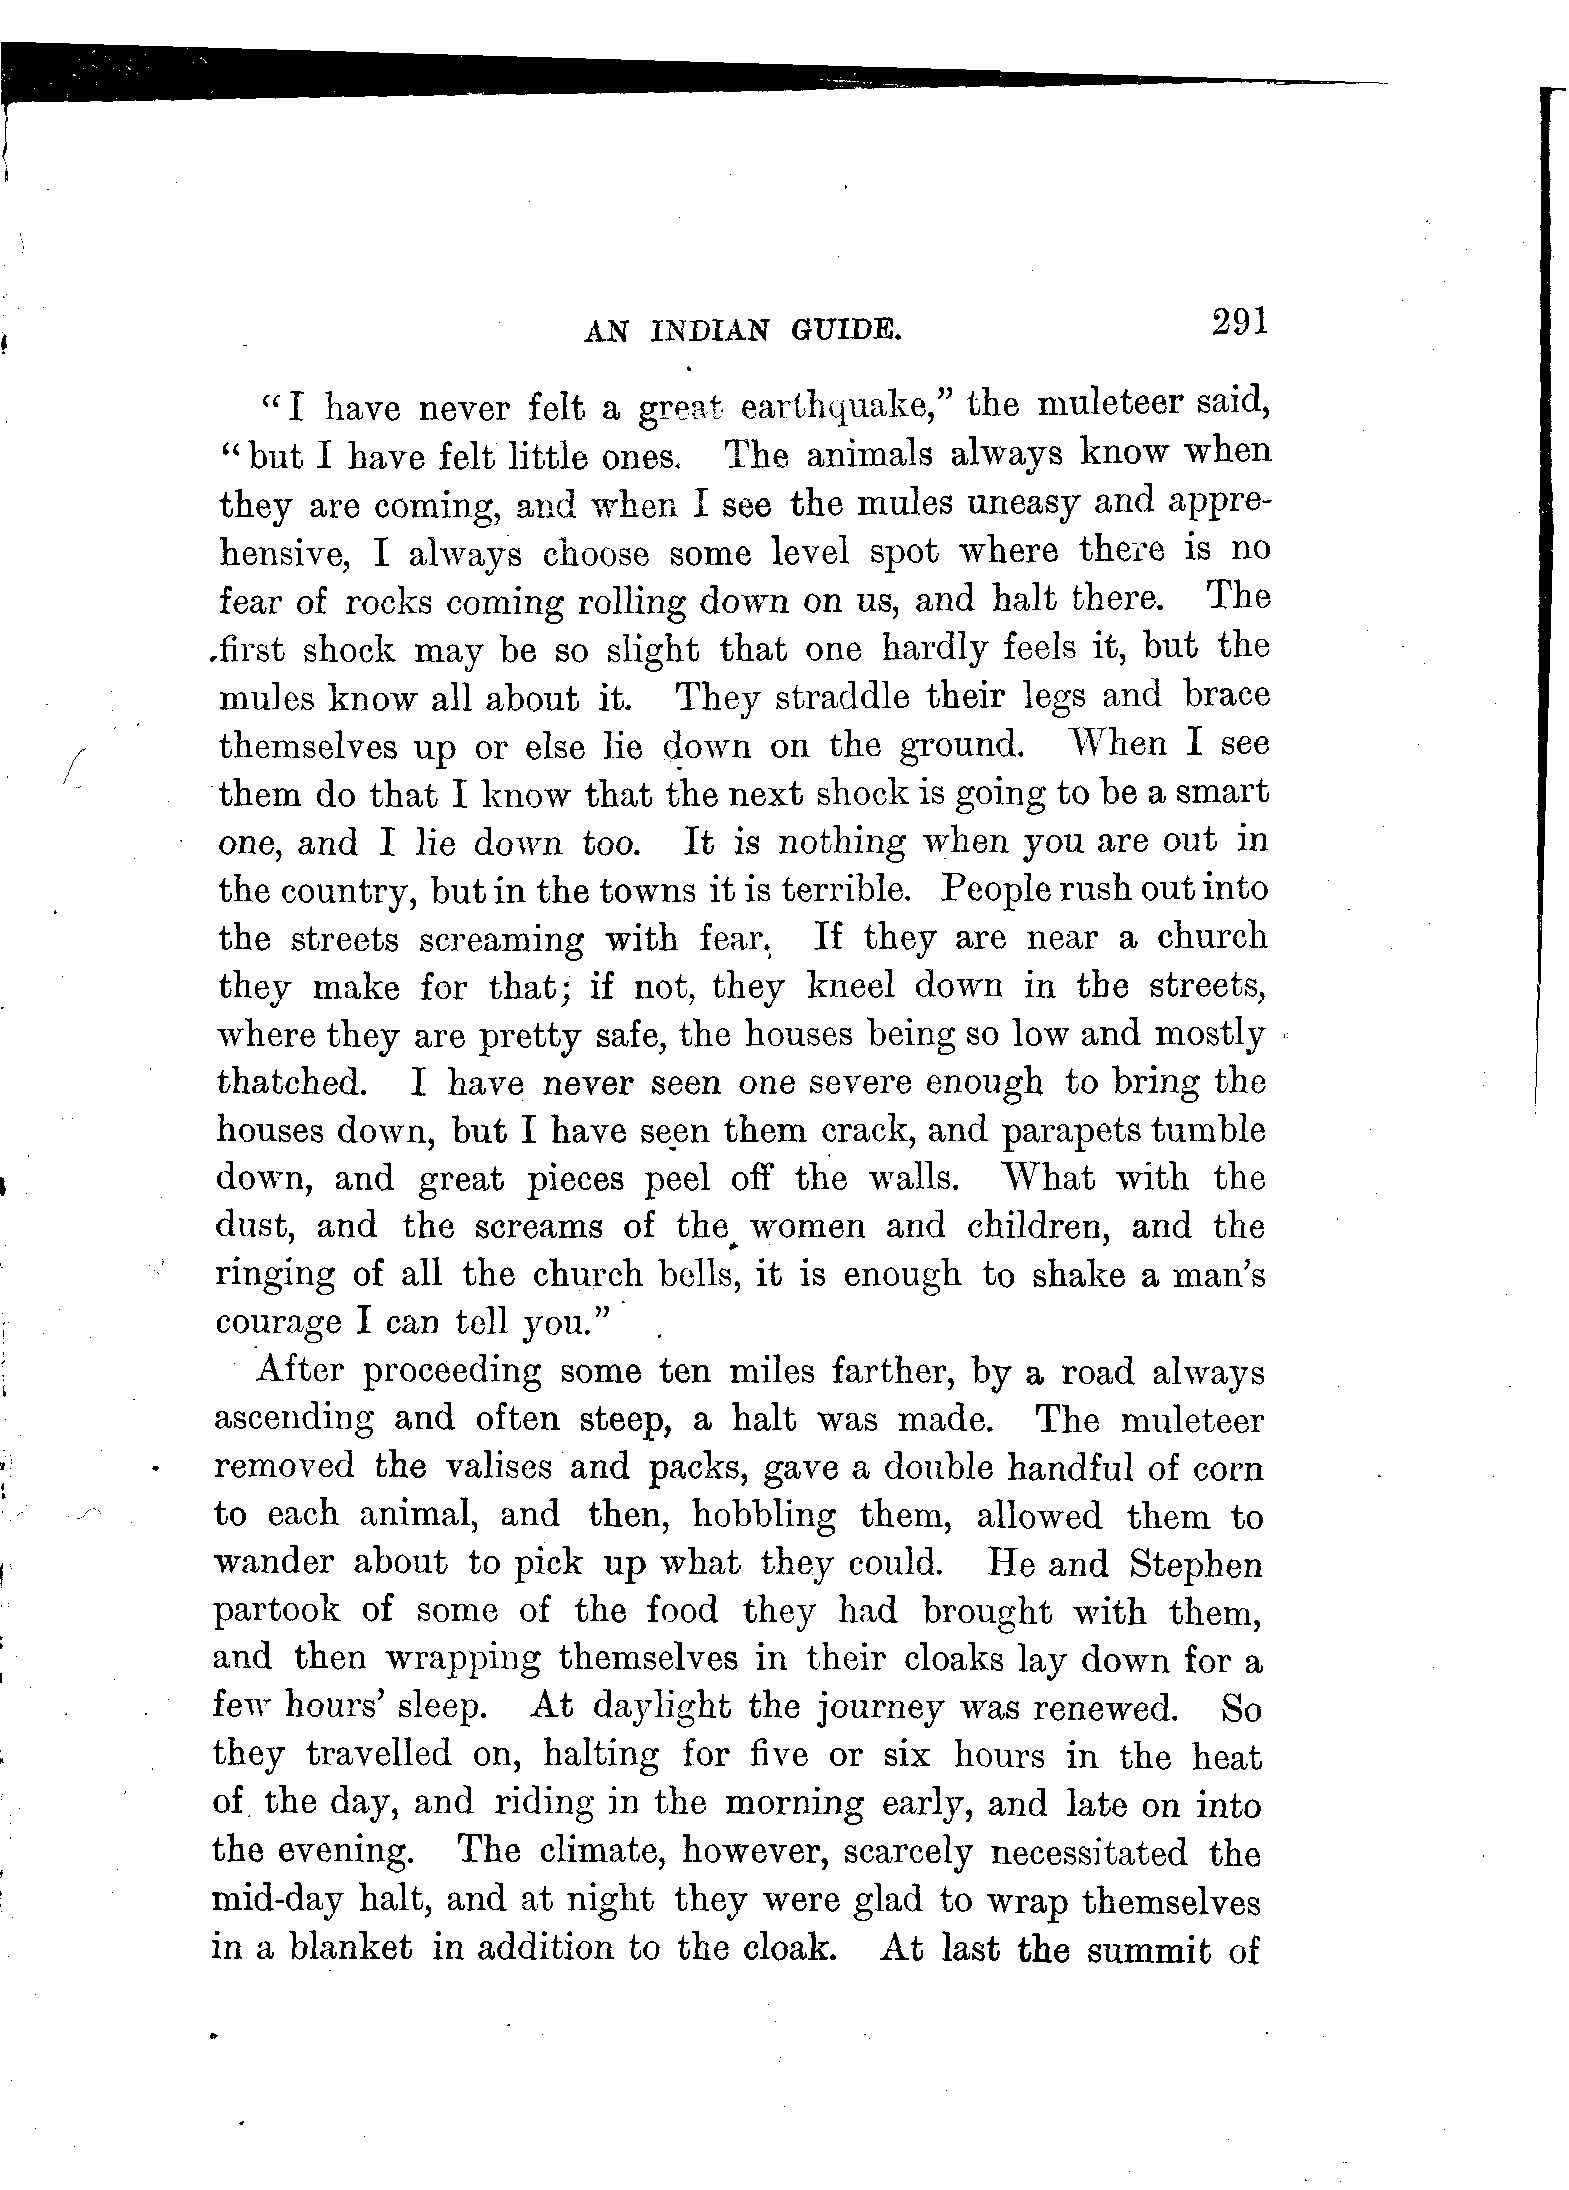 AN INDIAN GUIDE. 291
"I have never felt a great earthquake," the muleteer said,
"but I have felt little ones. The animals always know when
they are coming, and when I see the mules uneasy and appre-
hensive, I always choose some level spot where there is no
fear of rocks coming rolling down on us, and halt there. The
first shock may be so slight that one hardly feels it, but the
mules know all about it. They straddle their legs and brace
themselves up or else lie down on the ground. When I see
them do that I know that the next shock is going to be a smart
one, and I lie down too. It is nothing when you are out in
the country, but in the towns it is terrible. People rush out into
the streets screaming with fear. If they are near a church
they make for that; if not, they kneel down in the streets,
where they are pretty safe, the houses being so low and mostly
thatched. I have never seen one severe enough to bring the
houses down, but I have seen them crack, and parapets tumble
down, and great pieces peel off the walls. What with the
dust, and the screams of the women and children, and the
ringing of all the church bells, it is enough to shake a man's
courage I can tell you."
After proceeding some ten miles farther, by a road always
ascending and often steep, a halt was made. The muleteer
removed the valises and packs, gave a double handful of corn
to each animal, and then, hobbling them, allowed them to
wander about to pick up what they could. He and Stephen
partook of some of the food they had brought with them,
and then wrapping themselves in their cloaks lay down for a
few hours' sleep. At daylight the journey was renewed. So
they travelled on, halting for five or six hours in the heat
of the day, and riding in the morning early, and late on into
the evening. The climate, however, scarcely necessitated the
mid-day halt, and at night they were glad to wrap themselves
in a blanket in addition to the cloak. At last the summit of